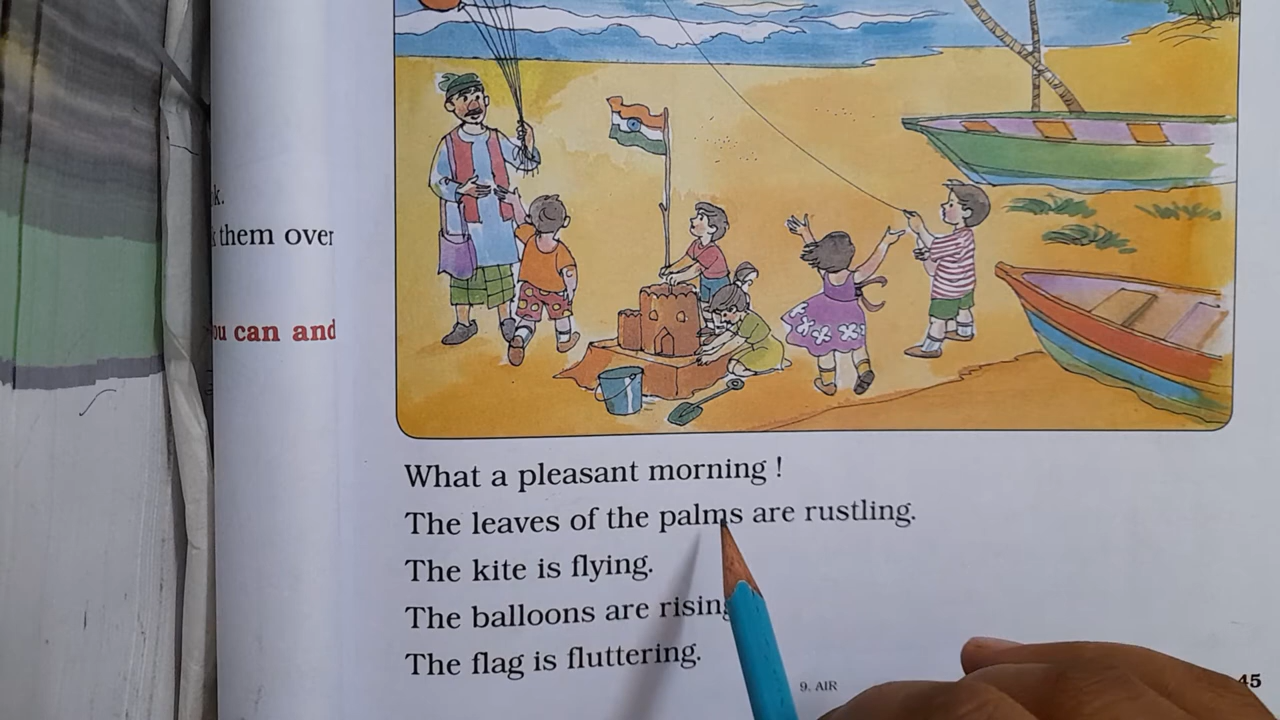 k.
them over
ou can and
What a pleasant morning !
The leaves of the palms are rustling.
The kite is flying.
The balloons are rising
The flag is fluttering.
9. AIR
45